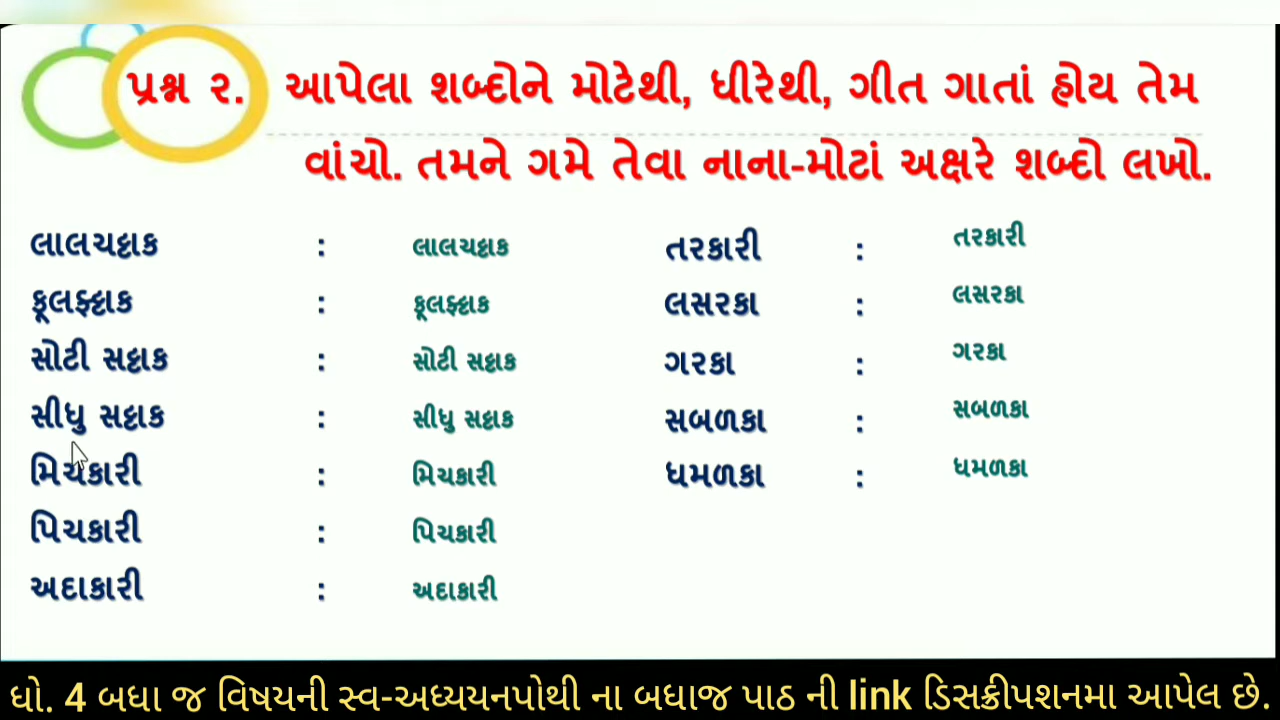 પ્રશ્ન ૨. આપેલા શબ્દોને મોટેથી, ધીરેથી, ગીત ગાતાં હોય તેમ
વાંચો. તમને ગમે તેવા નાના-મોટાં અક્ષરે શબ્દો લખો.
લાલચટ્ટાક : લાલચટ્ટાક
ફૂલફટ્ટાક : ફૂલફટ્ટાક
સોટી સટ્ટાક : સોટી સટ્ટાક
સીધુ સટ્ટાક : સીધુ સટ્ટાક
મિચકારી : મિચકારી
પિચકારી : પિચકારી
અદાકારી : અદાકારી
તરકારી : તરકારી
લસરકા : લસરકા
ગરકા : ગરકા
સબળકા : સબળકા
ધમળકા : ધમળકા
ધો. 4 બધા જ વિષયની સ્વ-અધ્યયનપોથી ના બધાજ પાઠ ની link ડિસક્રીપશનમા આપેલ છે.